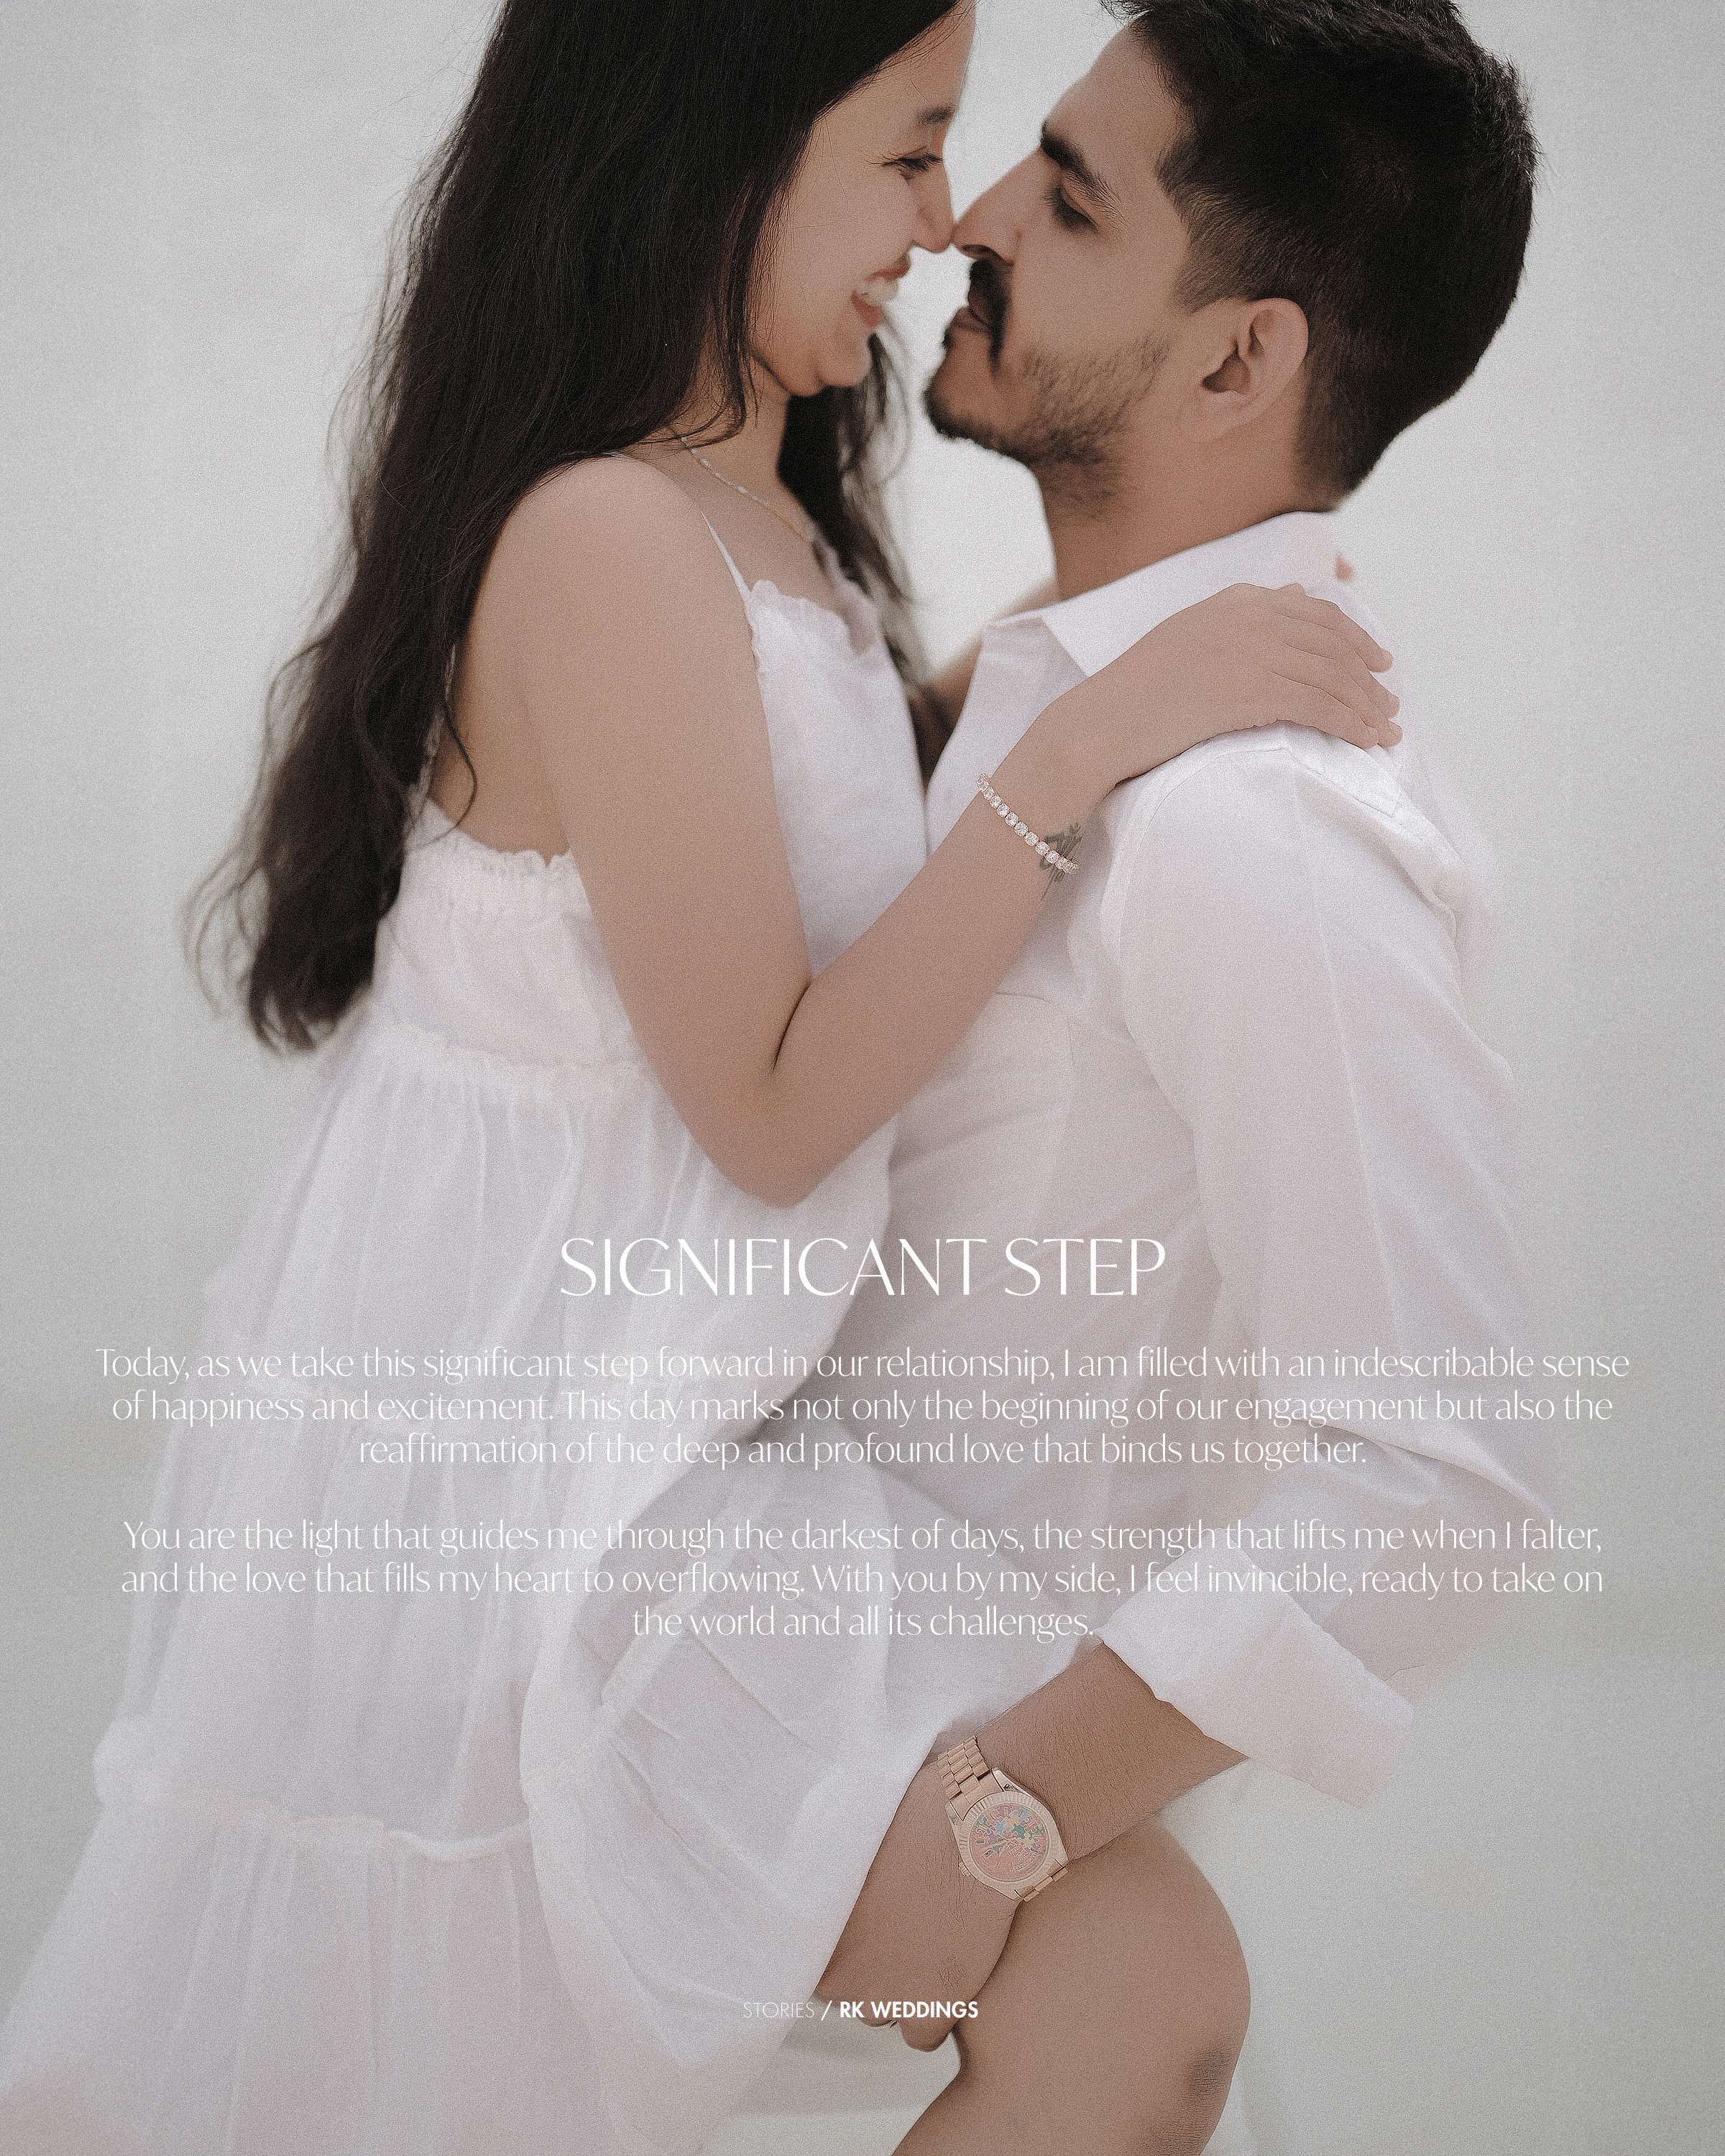 SIGNIFICANT STEP
Today, as we take this significant step forward in our relationship, I am filled with an indescribable sense
of happiness and excitement. This day marks not only the beginning of our engagement but also the
reaffirmation of the deep and profound love that binds us together.
You are the light that guides me through the darkest of days, the strength that lifts me when I falter,
and the love that fills my heart to overflowing. With you by my side, I feel invincible, ready to take on
the world and all its challenges.
STORIES / RK WEDDINGS